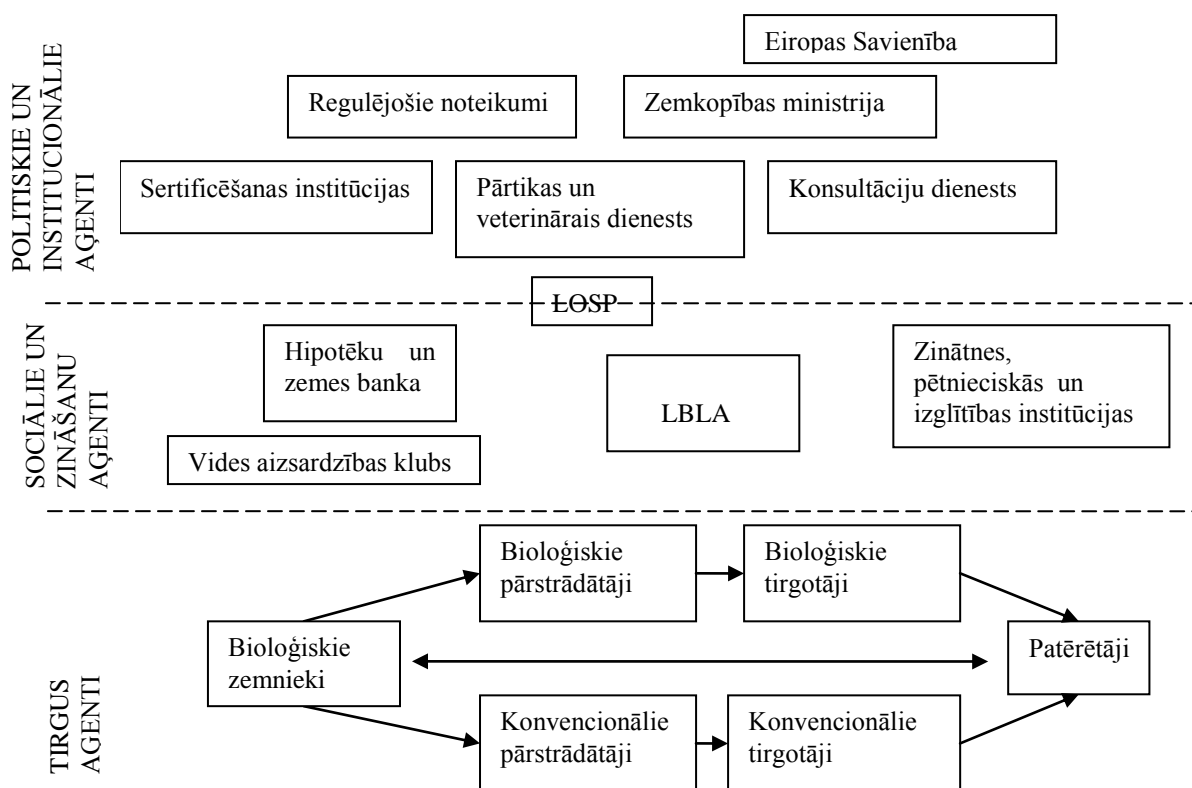 POLITISKIE UN
INSTITUCIONĀLIE
AĢENTI
Eiropas Savienība
Regulējošie noteikumi
Zemkopības ministrija
Sertificēšanas institūcijas
Pārtikas un
veterinārais dienests
Konsultāciju dienests
LOSP
SOCIĀLIE UN
ZINĀŠANU
AĢENTI
Hipotēku un
zemes banka
LBLA
Zinātnes,
pētnieciskās un
izglītības institūcijas
Vides aizsardzības klubs
TIRGUS
AĢENTI
Bioloģiskie
pārstrādātāji
Bioloģiskie
tirgotāji
Bioloģiskie
zemnieki
Patērētāji
Konvencionālie
pārstrādātāji
Konvencionālie
tirgotāji